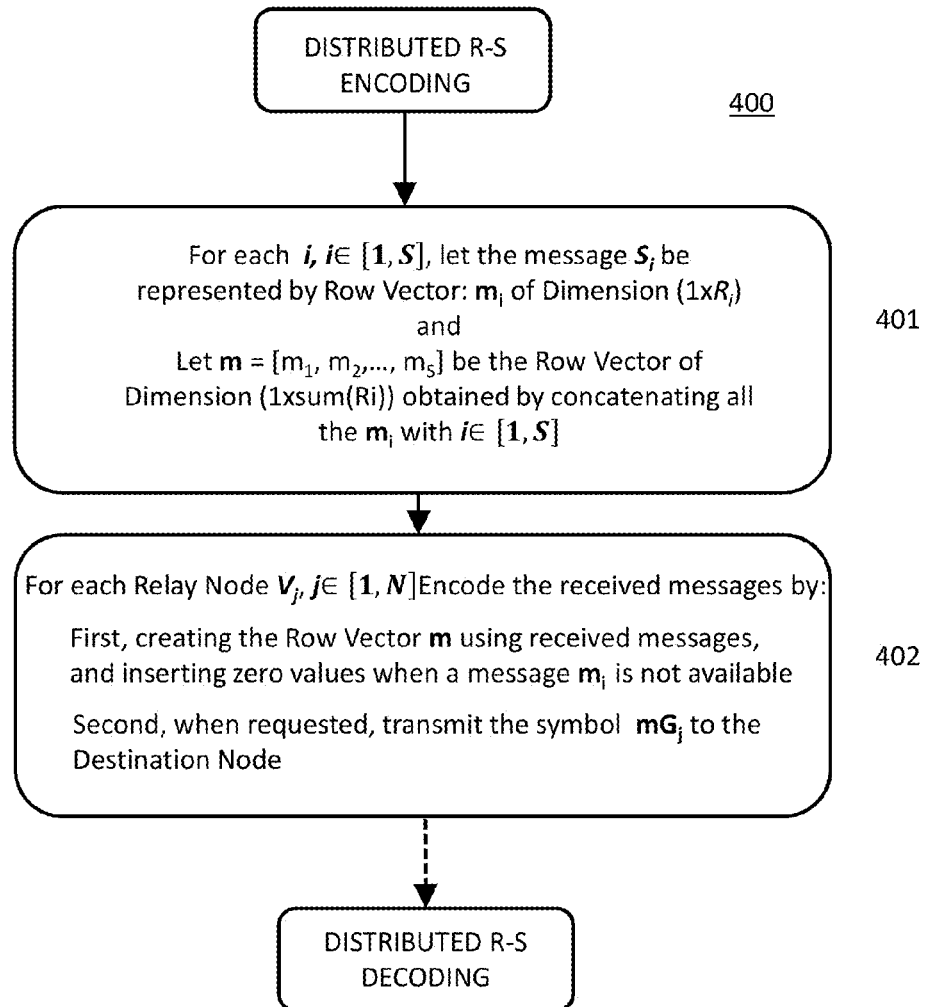 DISTRIBUTED R-S
ENCODING
400
For each i, i∈ [1, S], let the message Sᵢ be
represented by Row Vector: mᵢ of Dimension (1xRᵢ)
and
Let m = [m₁, m₂,..., mₛ] be the Row Vector of
Dimension (1xsum(Ri)) obtained by concatenating all
the mᵢ with i∈ [1, S]
401
For each Relay Node Vⱼ, j∈ [1, N]Encode the received messages by:
First, creating the Row Vector m using received messages,
and inserting zero values when a message mᵢ is not available
Second, when requested, transmit the symbol mGⱼ to the
Destination Node
402
DISTRIBUTED R-S
DECODING